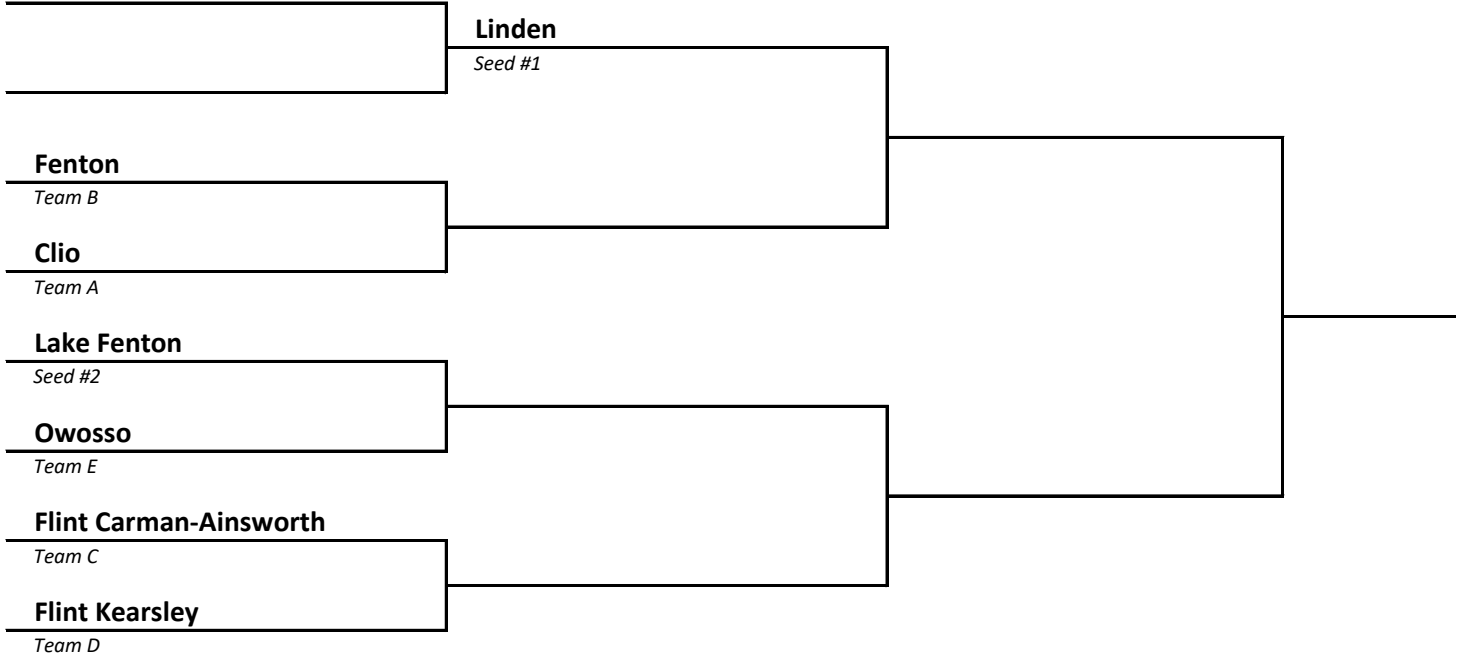 Linden
Seed #1
Fenton
Team B
Clio
Team A
Lake Fenton
Seed #2
Owosso
Team E
Flint Carman-Ainsworth
Team C
Flint Kearsley
Team D